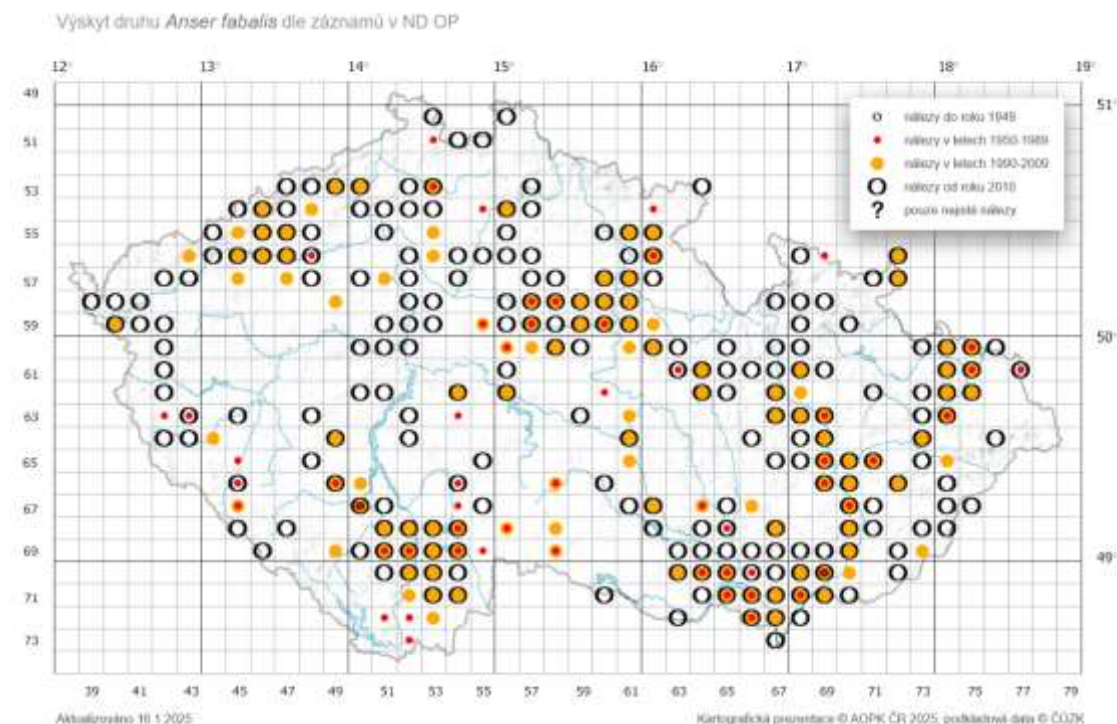 Výskyt druhu Anser fabalis dle záznamů v ND OP
12° 13° 14° 15° 16° 17° 18° 19°
49 51°
nálezy do roku 1949
51
nálezy v letech 1950-1989
nálezy v letech 1990-2009
53
nálezy od roku 2010
? pouze nejisté nálezy
55
57
59 50°
61
63
65
67
69 49°
71
73
39 41 43 45 47 49 51 53 55 57 59 61 63 65 67 69 71 73 75 77 79
Aktualizováno 16.1.2025 Kartografická prezentace © AOPK ČR 2025, podkladová data © ČÚZK